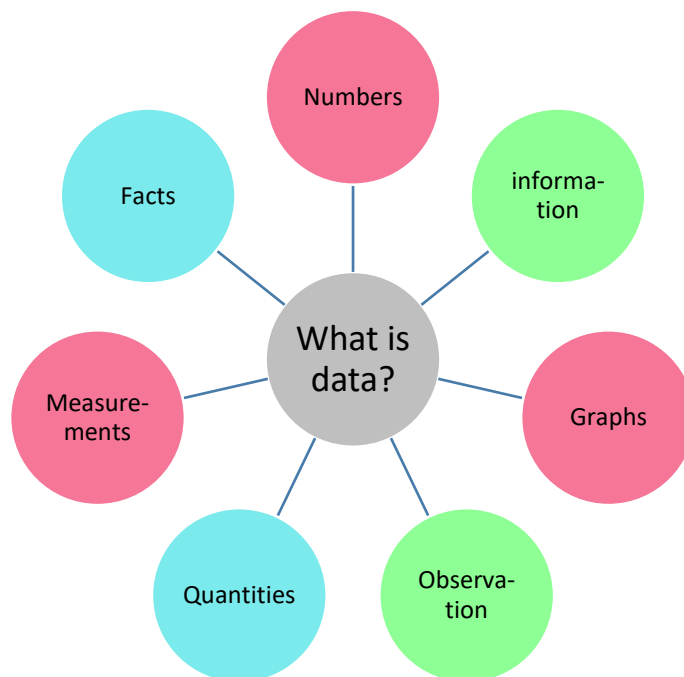 Numbers
informa-
tion
Facts
What is
data?
Measure-
ments
Graphs
Quantities
Observa-
tion